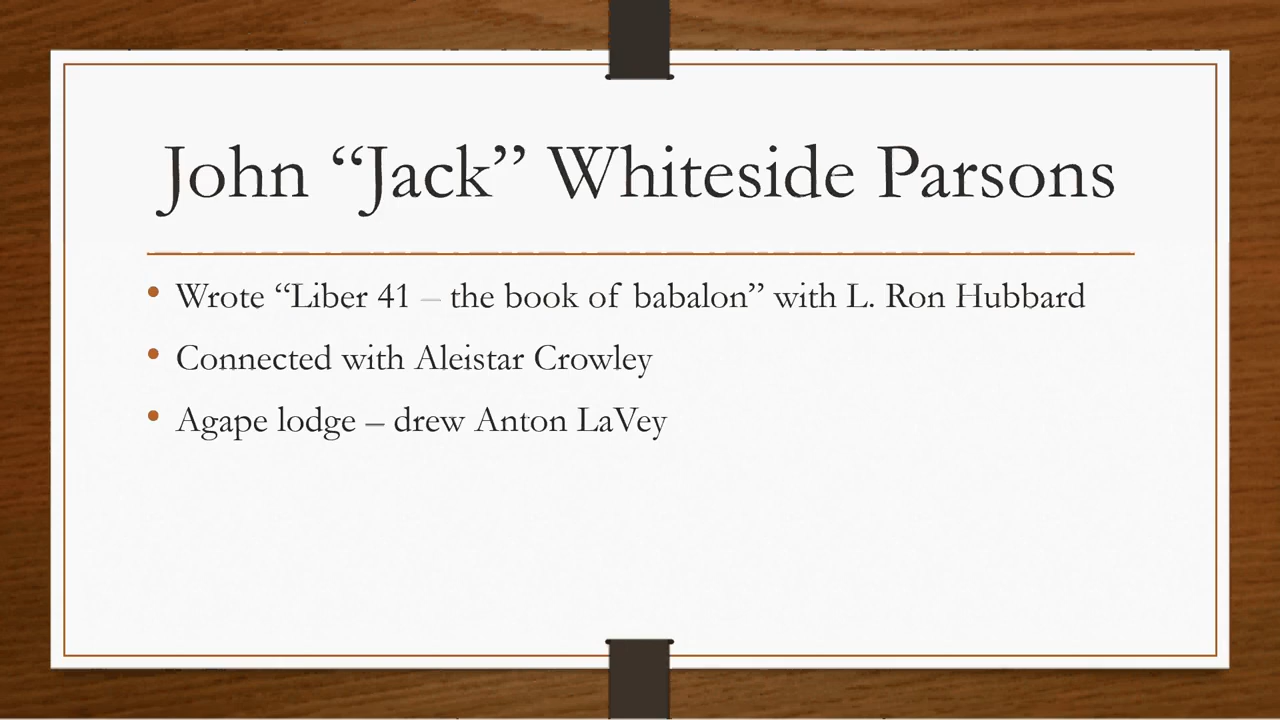 John “Jack” Whiteside Parsons
• Wrote “Liber 41 – the book of babalon” with L. Ron Hubbard
• Connected with Aleistar Crowley
• Agape lodge – drew Anton LaVey